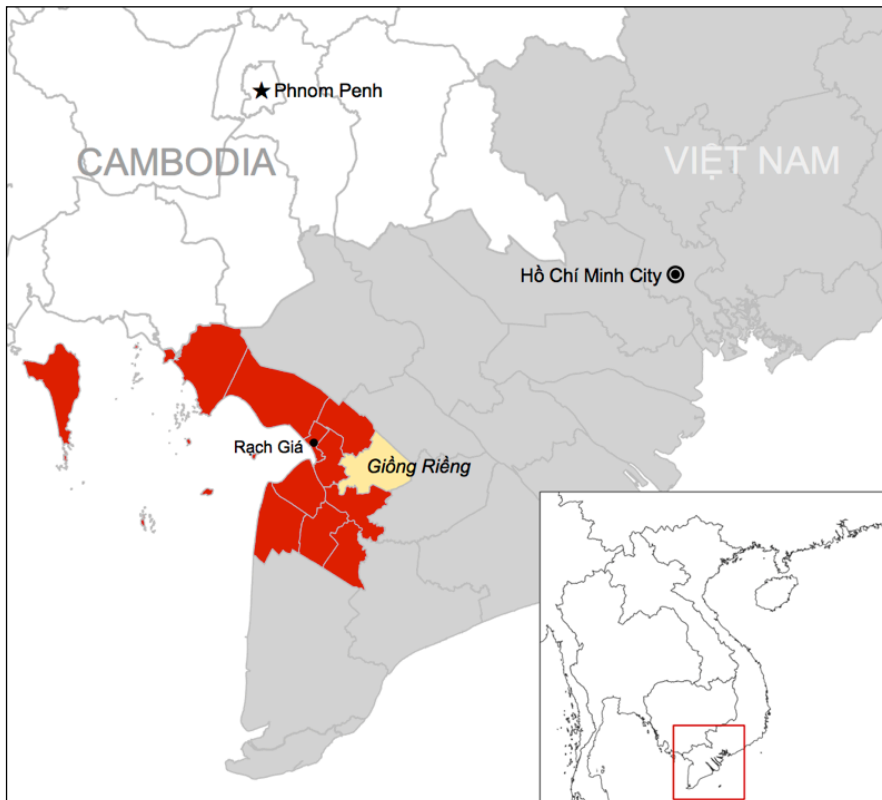 Phnom Penh
CAMBODIA
VIỆT NAM
Hồ Chí Minh City
Rạch Giá
Giồng Riềng